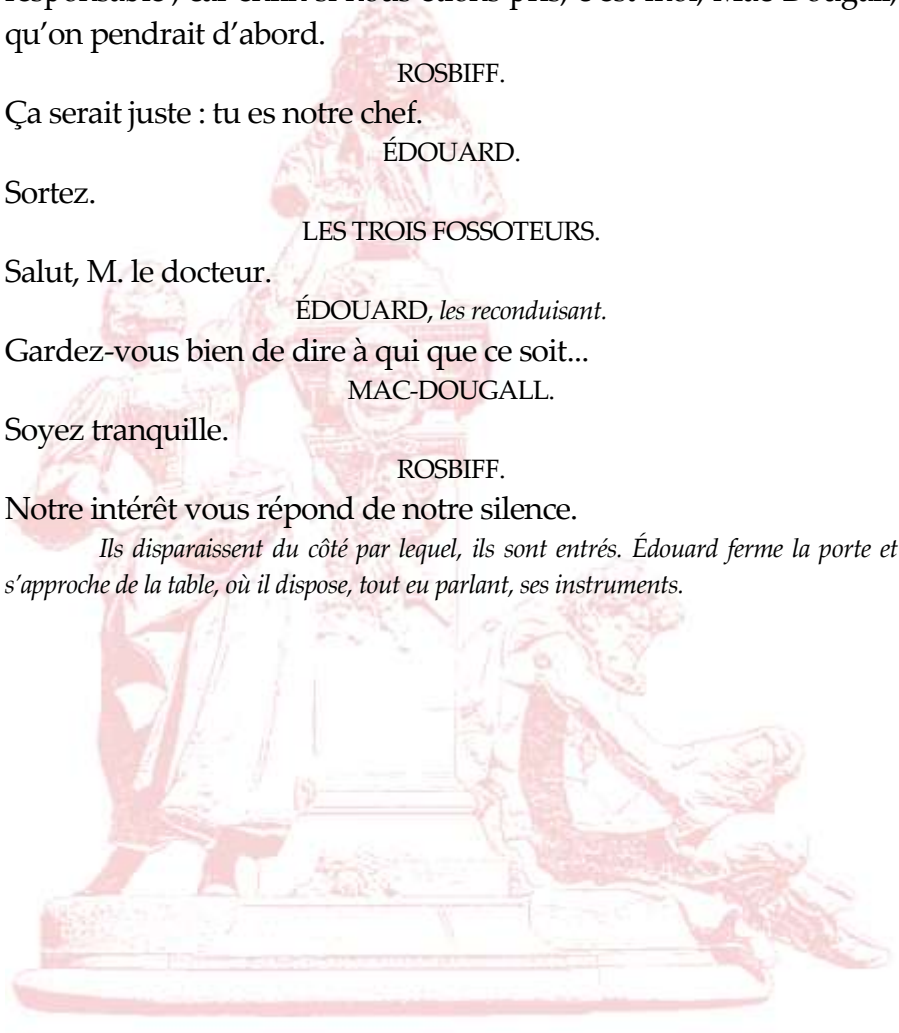 qu'on pendrait d'abord.
ROSBIFF.
Ça serait juste : tu es notre chef.
ÉDOUARD.
Sortez.
LES TROIS FOSSOTEURS.
Salut, M. le docteur.
ÉDOUARD, les reconduisant.
Gardez-vous bien de dire à qui que ce soit...
MAC-DOUGALL.
Soyez tranquille.
ROSBIFF.
Notre intérêt vous répond de notre silence.
Ils disparaissent du côté par lequel, ils sont entrés. Édouard ferme la porte et
s'approche de la table, où il dispose, tout eu parlant, ses instruments.